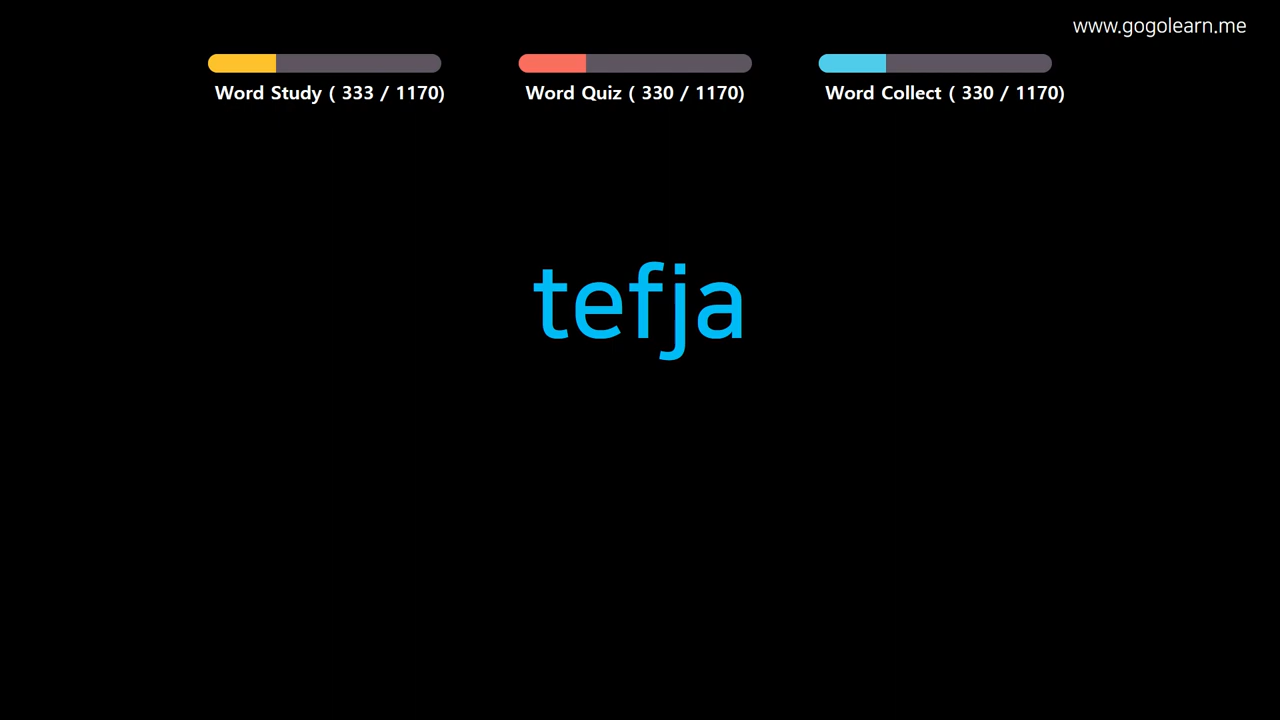 www.gogolearn.me
Word Study ( 333 / 1170)
Word Quiz ( 330 / 1170)
Word Collect ( 330 / 1170)
tefja